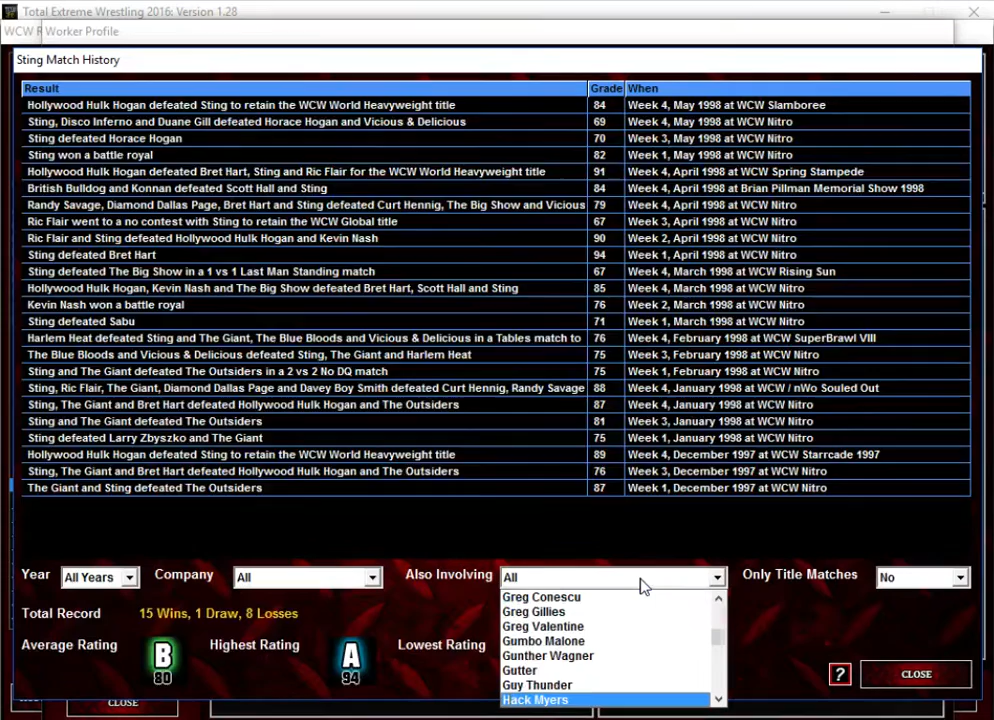 Total Extreme Wrestling 2016: Version 1.28
WCW R Worker Profile
Sting Match History
Result Grade When
Hollywood Hulk Hogan defeated Sting to retain the WCW World Heavyweight title 84 Week 4, May 1998 at WCW Slamboree
Sting, Disco Inferno and Duane Gill defeated Horace Hogan and Vicious & Delicious 69 Week 4, May 1998 at WCW Nitro
Sting defeated Horace Hogan 70 Week 3, May 1998 at WCW Nitro
Sting won a battle royal 82 Week 1, May 1998 at WCW Nitro
Hollywood Hulk Hogan defeated Bret Hart, Sting and Ric Flair for the WCW World Heavyweight title 91 Week 4, April 1998 at WCW Spring Stampede
British Bulldog and Konnan defeated Scott Hall and Sting 84 Week 4, April 1998 at Brian Pillman Memorial Show 1998
Randy Savage, Diamond Dallas Page, Bret Hart and Sting defeated Curt Hennig, The Big Show and Vicious 79 Week 4, April 1998 at WCW Nitro
Ric Flair went to a no contest with Sting to retain the WCW Global title 67 Week 3, April 1998 at WCW Nitro
Ric Flair and Sting defeated Hollywood Hulk Hogan and Kevin Nash 90 Week 2, April 1998 at WCW Nitro
Sting defeated Bret Hart 94 Week 1, April 1998 at WCW Nitro
Sting defeated The Big Show in a 1 vs 1 Last Man Standing match 67 Week 4, March 1998 at WCW Rising Sun
Hollywood Hulk Hogan, Kevin Nash and The Big Show defeated Bret Hart, Scott Hall and Sting 85 Week 4, March 1998 at WCW Nitro
Kevin Nash won a battle royal 76 Week 2, March 1998 at WCW Nitro
Sting defeated Sabu 71 Week 1, March 1998 at WCW Nitro
Harlem Heat defeated Sting and The Giant, The Blue Bloods and Vicious & Delicious in a Tables match to 76 Week 4, February 1998 at WCW SuperBrawl VIII
The Blue Bloods and Vicious & Delicious defeated Sting, The Giant and Harlem Heat 75 Week 3, February 1998 at WCW Nitro
Sting and The Giant defeated The Outsiders in a 2 vs 2 No DQ match 75 Week 1, February 1998 at WCW Nitro
Sting, Ric Flair, The Giant, Diamond Dallas Page and Davey Boy Smith defeated Curt Hennig, Randy Savage 88 Week 4, January 1998 at WCW / nWo Souled Out
Sting, The Giant and Bret Hart defeated Hollywood Hulk Hogan and The Outsiders 87 Week 4, January 1998 at WCW Nitro
Sting and The Giant defeated The Outsiders 81 Week 3, January 1998 at WCW Nitro
Sting defeated Larry Zbyszko and The Giant 75 Week 1, January 1998 at WCW Nitro
Hollywood Hulk Hogan defeated Sting to retain the WCW World Heavyweight title 89 Week 4, December 1997 at WCW Starrcade 1997
Sting, The Giant and Bret Hart defeated Hollywood Hulk Hogan and The Outsiders 76 Week 3, December 1997 at WCW Nitro
The Giant and Sting defeated The Outsiders 87 Week 1, December 1997 at WCW Nitro
Year All Years Company All Also Involving All Only Title Matches No
Greg Conescu
Greg Gillies
Greg Valentine
Gumbo Malone
Gunther Wagner
Gutter
Guy Thunder
Hack Myers
Total Record 15 Wins, 1 Draw, 8 Losses
Average Rating B 80 Highest Rating A 94 Lowest Rating
? CLOSE
CLOSE